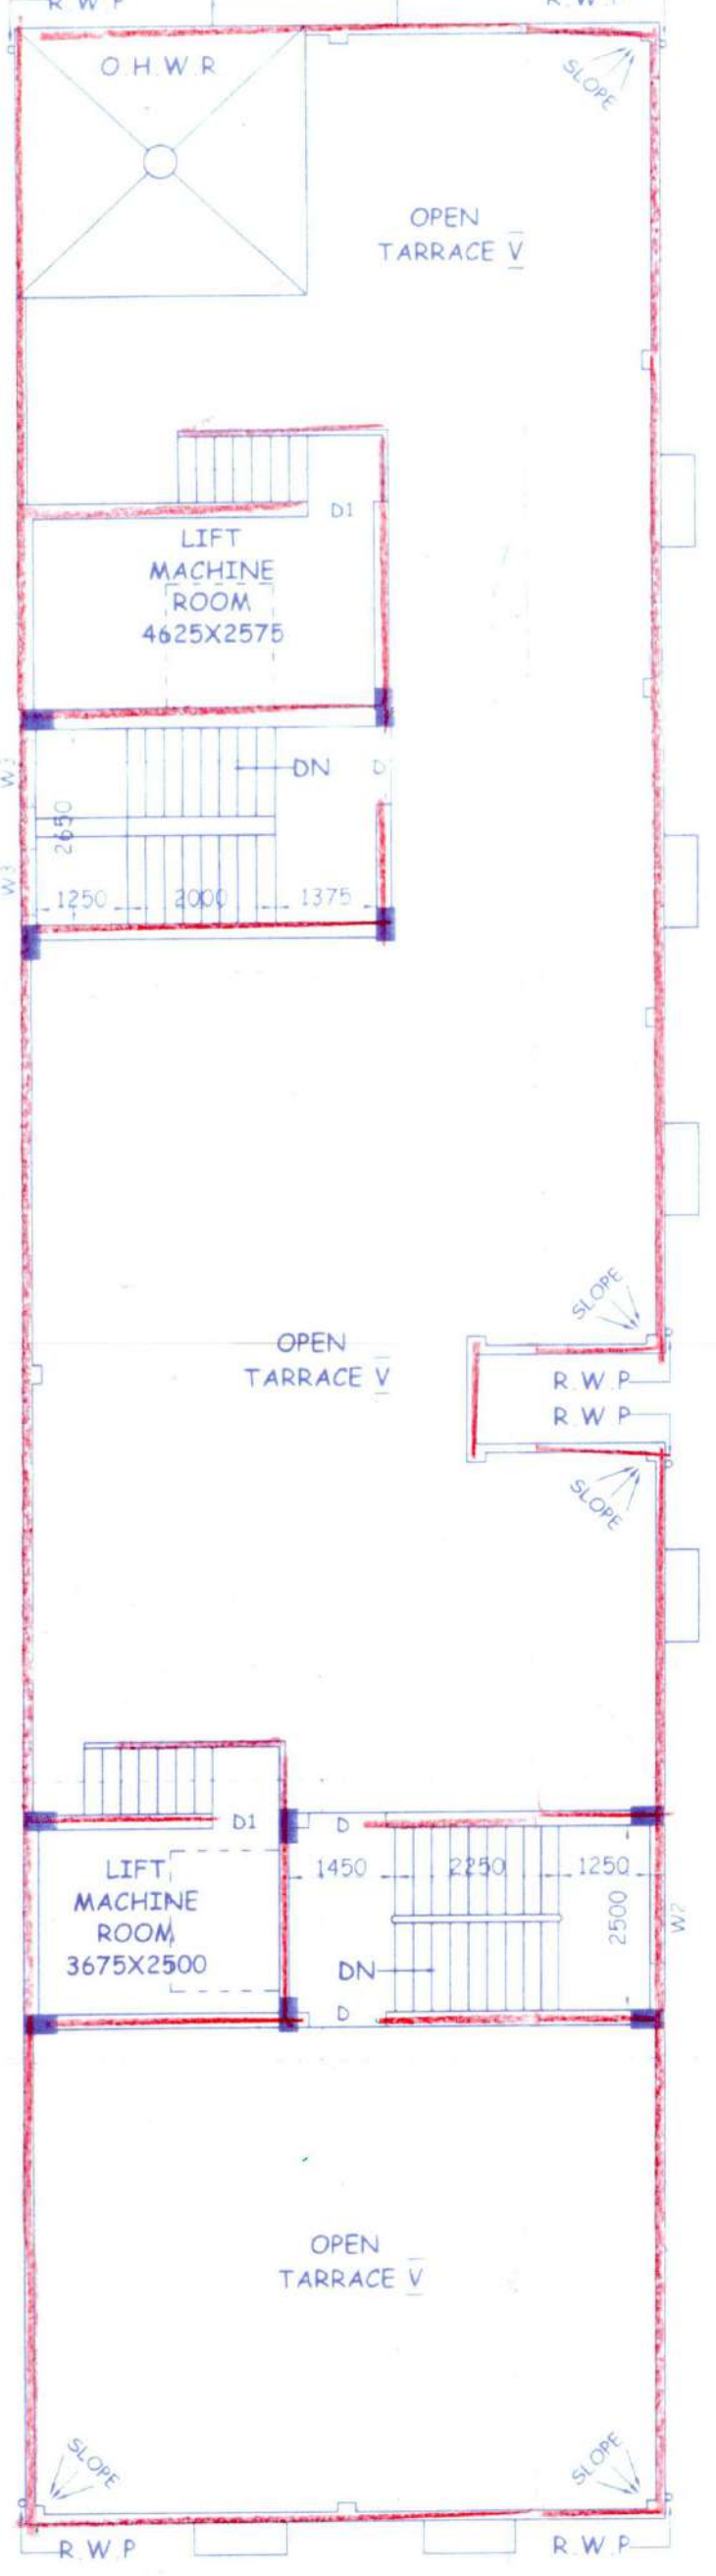 R.W.P
R.W.P
O.H.W.R
SLOPE
OPEN
TARRACE V
D1
LIFT
MACHINE
ROOM
4625X2575
DN
D
W3
2650
W3
1250
2000
1375
SLOPE
OPEN
TARRACE V
R.W.P
R.W.P
SLOPE
D1
D
LIFT
MACHINE
ROOM
3675X2500
1450
2250
1250
2500
W2
DN
D
OPEN
TARRACE V
SLOPE
SLOPE
R.W.P
R.W.P